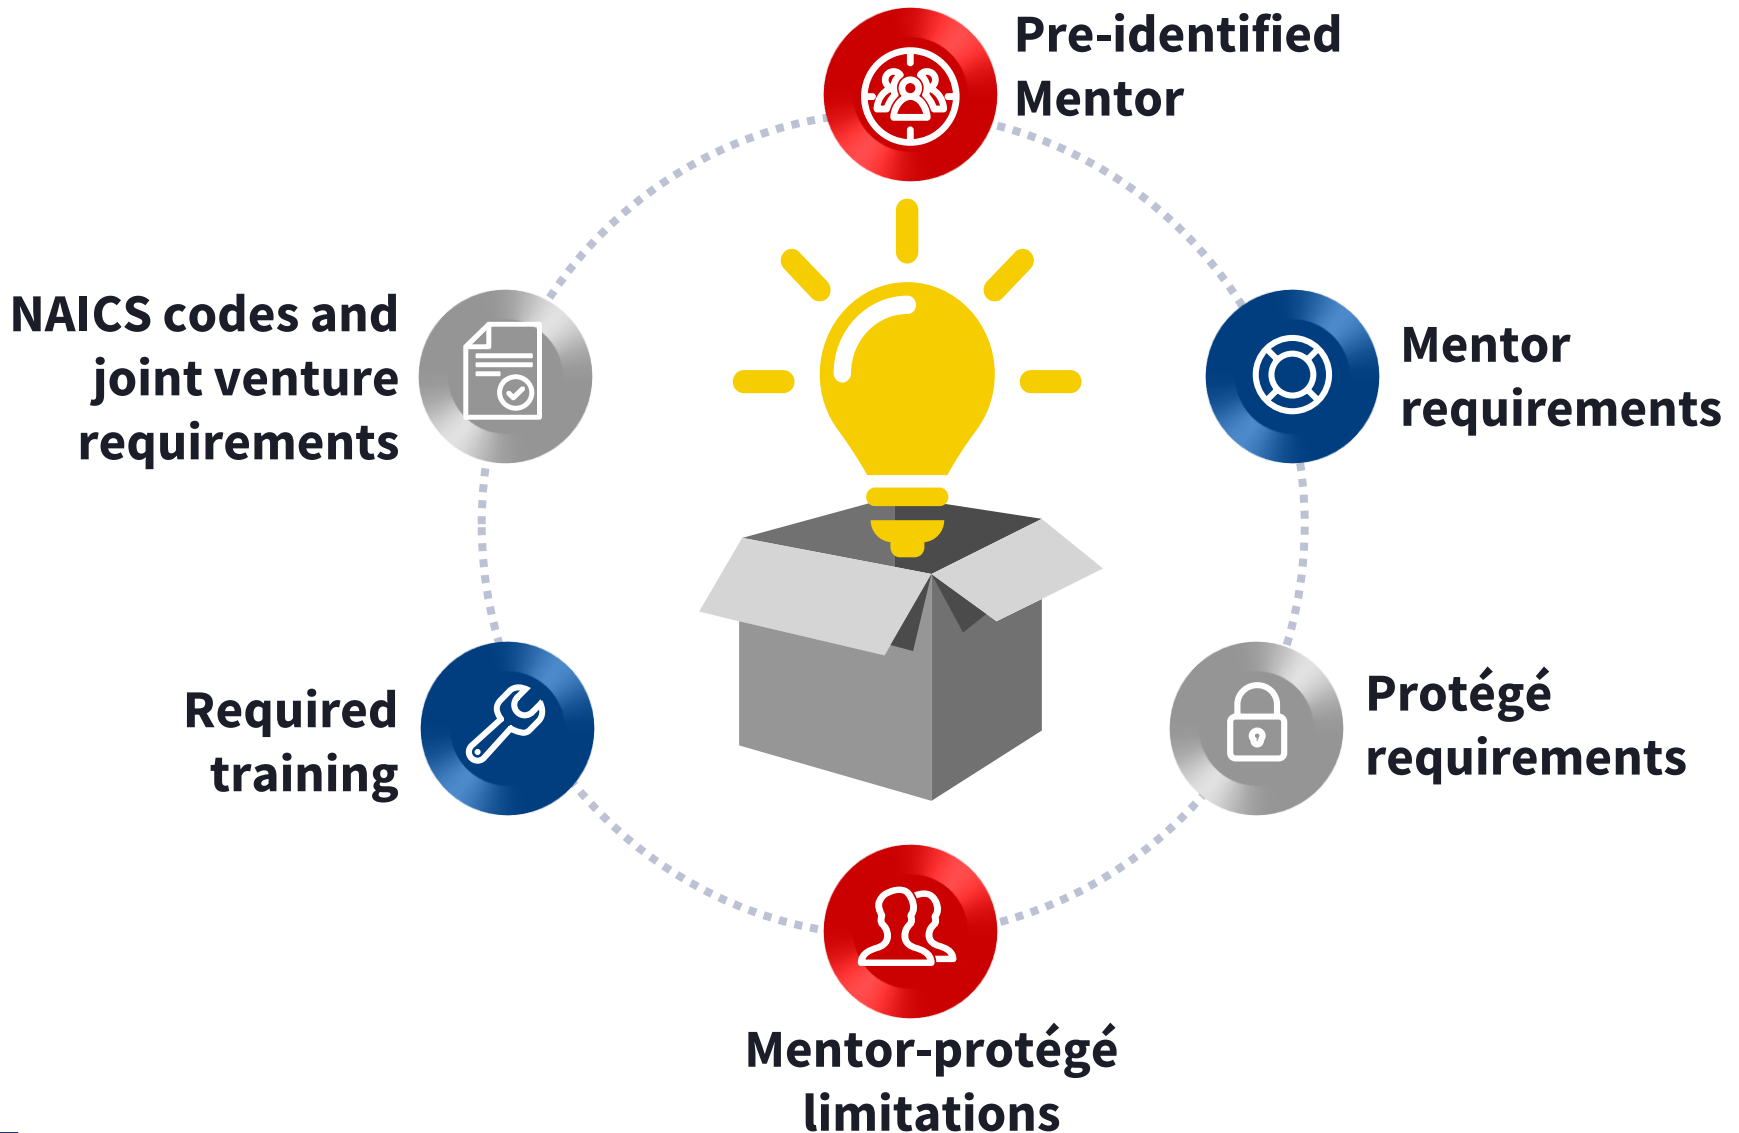 Pre-identified
Mentor
Mentor
requirements
Protégé
requirements
Mentor-protégé
limitations
Required
training
NAICS codes and
joint venture
requirements